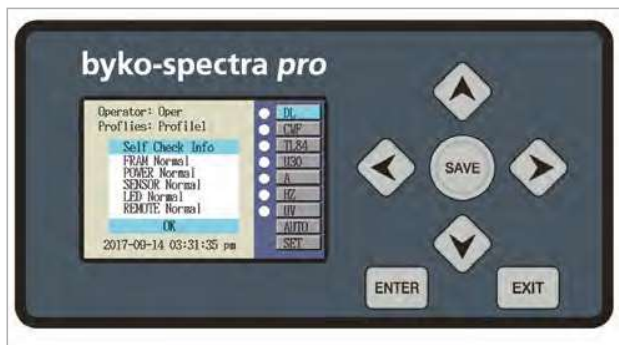 byko-spectra pro
Operator: Oper
Proflies: Profile1
Self Check Info
FRAM Normal
POWER Normal
SENSOR Normal
LED Normal
REMOTE Normal
OK
2017-09-14 03:31:35 pm
DL
CWF
TL84
U30
A
HZ
UV
AUTO
SET
SAVE
ENTER
EXIT